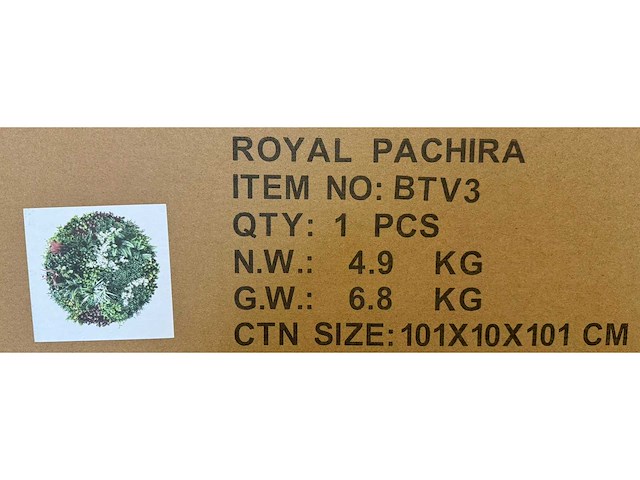 ROYAL PACHIRA
ITEM NO: BTV3
QTY: 1 PCS
N.W.: 4.9 KG
G.W.: 6.8 KG
CTN SIZE: 101X10X101 CM